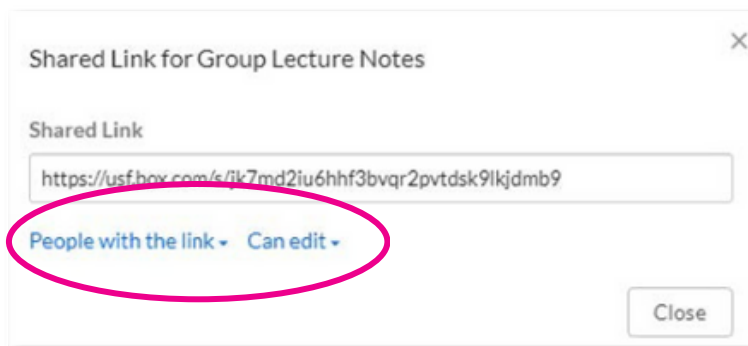 Shared Link for Group Lecture Notes
Shared Link
https://usf.box.com/s/jk7md2iu6hhf3bvqr2pvtdsk9lkjdmb9
People with the link Can edit
Close